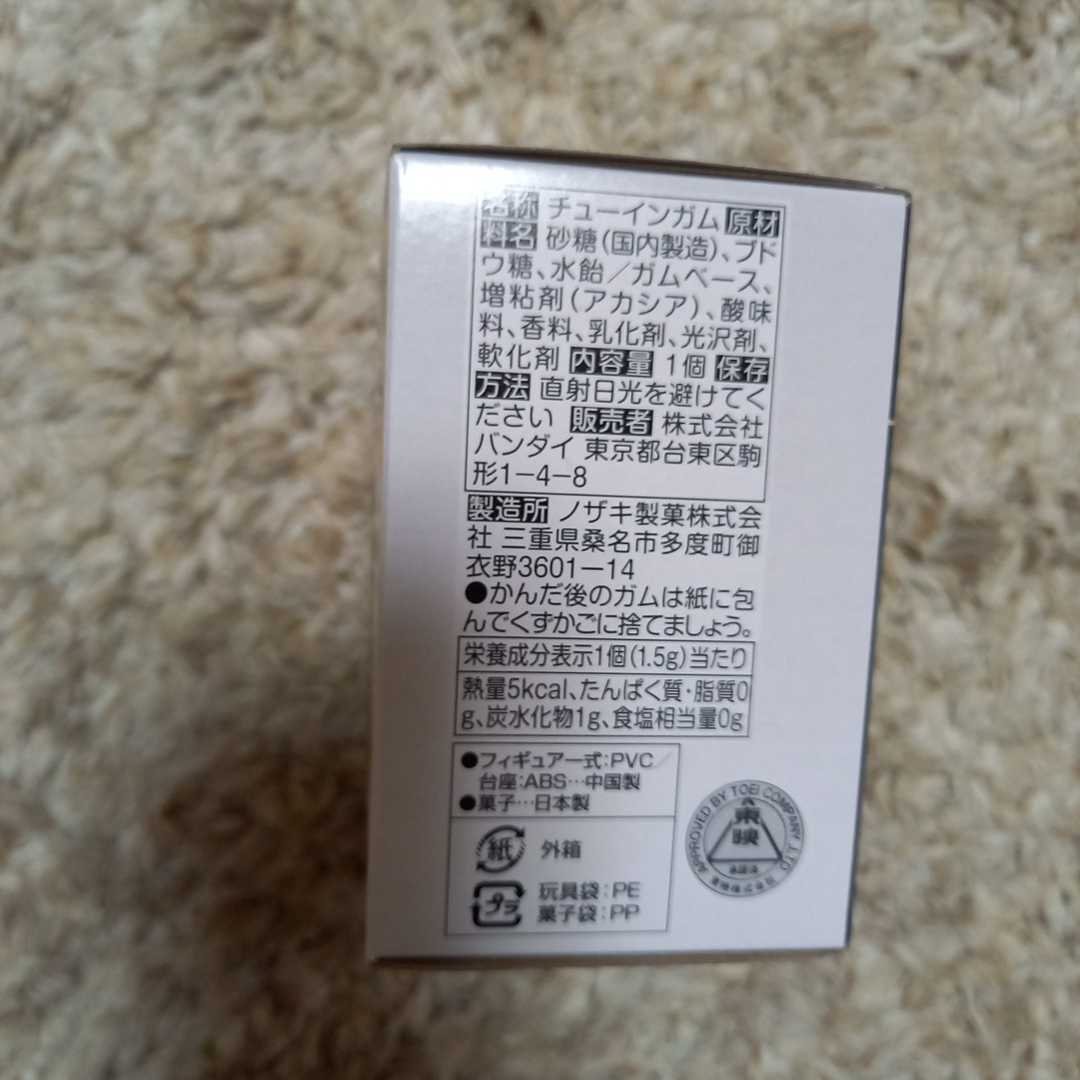 名称 チューインガム 原材
料名 砂糖(国内製造)、ブド
ウ糖、水飴/ガムベース、
増粘剤(アカシア)、酸味
料、香料、乳化剤、光沢剤、
軟化剤 内容量 1個 保存
方法 直射日光を避けてく
ださい 販売者 株式会社
バンダイ 東京都台東区駒
形1-4-8
製造所 ノザキ製菓株式会
社 三重県桑名市多度町御
衣野3601-14
●かんだ後のガムは紙に包
んでくずかごに捨てましょう。
栄養成分表示1個(1.5g)当たり
熱量5kcal、たんぱく質・脂質0
g、炭水化物1g、食塩相当量0g
●フィギュア一式:PVC/
台座:ABS…中国製
●菓子…日本製
紙 外箱
プラ 玩具袋:PE
菓子袋:PP
APPROVED BY TOEI COMPANY, LTD
東映